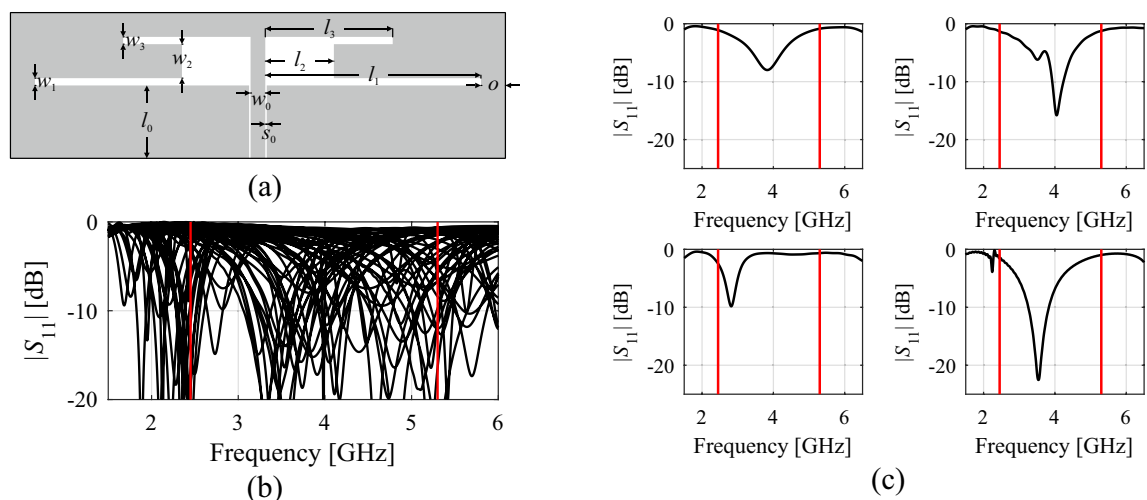 l3
w3
w2
l2
l1
w1
w0
o
l0
s0
(a)
0
-10
-20
|S11| [dB]
2 3 4 5 6
Frequency [GHz]
(b)
0
-10
-20
|S11| [dB]
2 4 6
Frequency [GHz]
0
-10
-20
|S11| [dB]
2 4 6
Frequency [GHz]
0
-10
-20
|S11| [dB]
2 4 6
Frequency [GHz]
0
-10
-20
|S11| [dB]
2 4 6
Frequency [GHz]
(c)